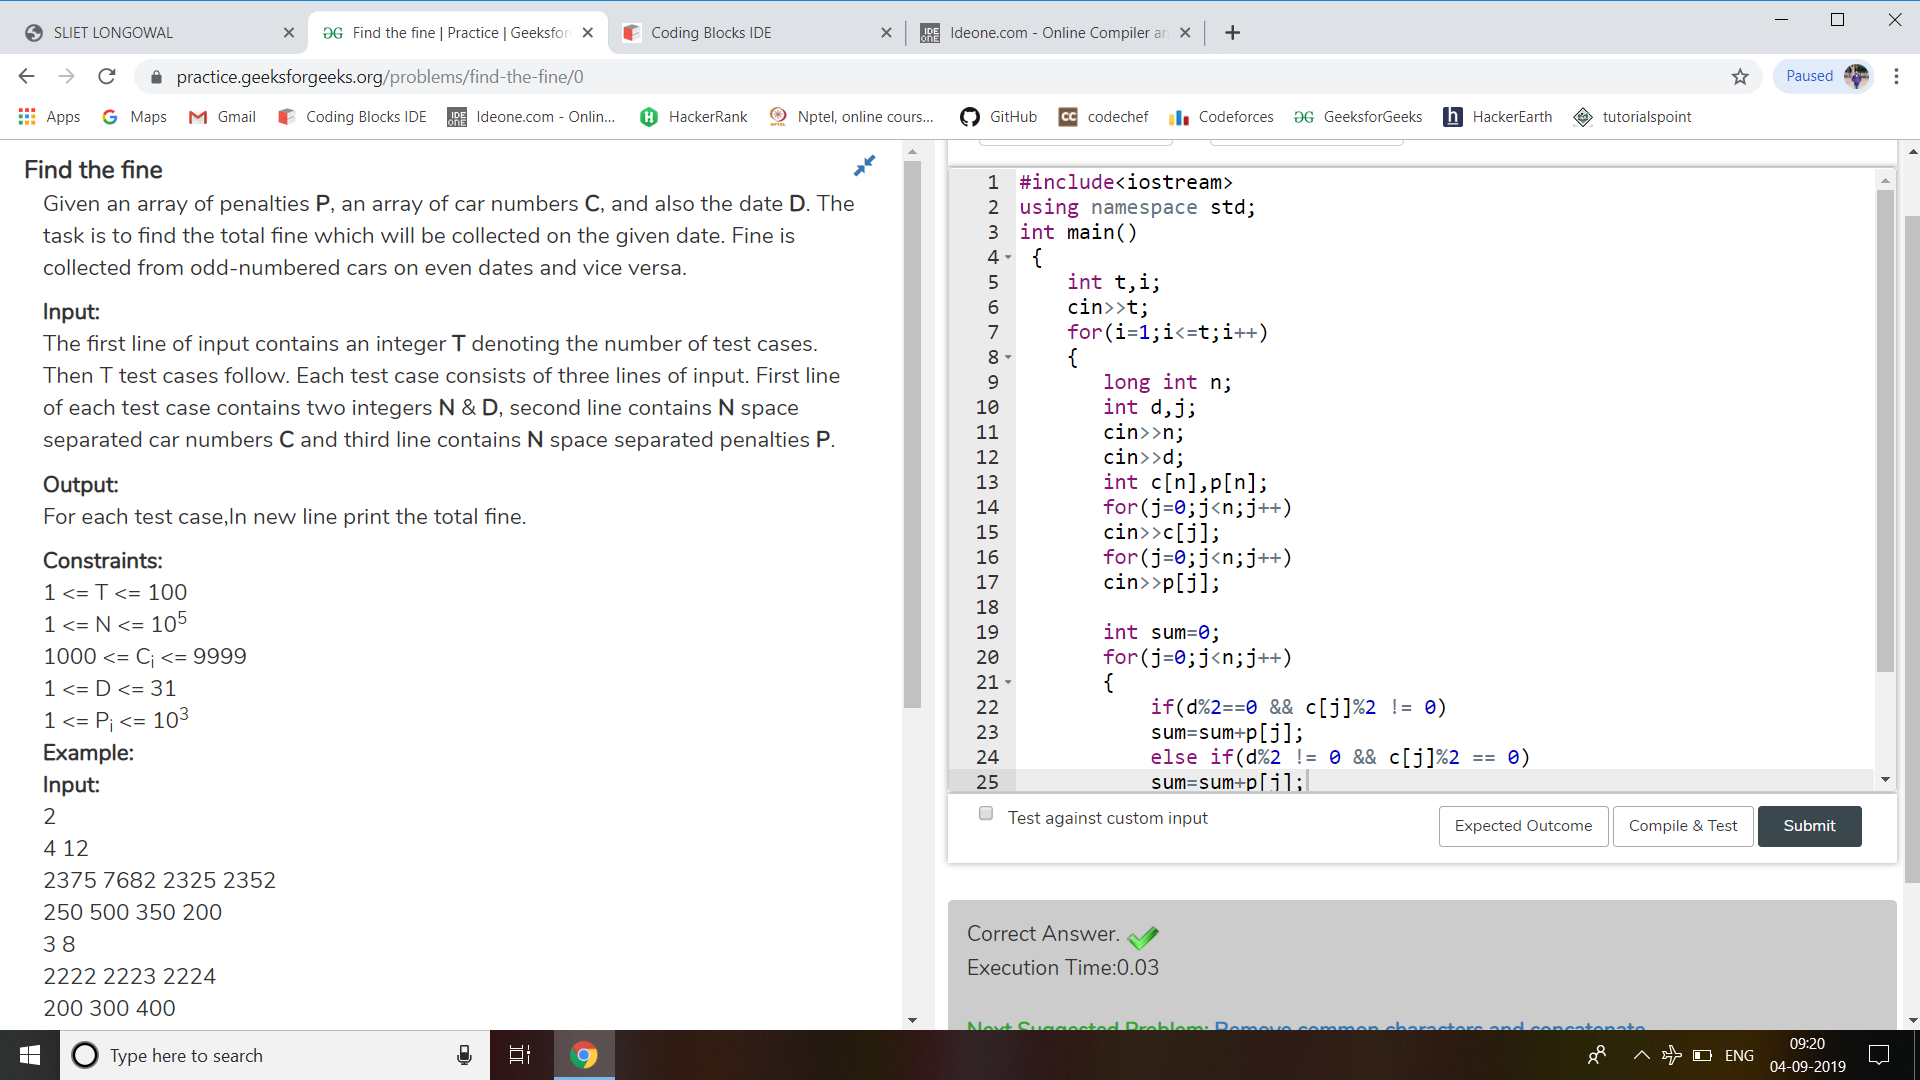 SLIET LONGOWAL
Find the fine | Practice | Geeksfor
Coding Blocks IDE
Ideone.com - Online Compiler an
practice.geeksforgeeks.org/problems/find-the-fine/0
Paused
Apps
Maps
Gmail
Coding Blocks IDE
Ideone.com - Onlin...
HackerRank
Nptel, online cours...
GitHub
codechef
Codeforces
GeeksforGeeks
HackerEarth
tutorialspoint
Find the fine
Given an array of penalties P, an array of car numbers C, and also the date D. The
task is to find the total fine which will be collected on the given date. Fine is
collected from odd-numbered cars on even dates and vice versa.
Input:
The first line of input contains an integer T denoting the number of test cases.
Then T test cases follow. Each test case consists of three lines of input. First line
of each test case contains two integers N & D, second line contains N space
separated car numbers C and third line contains N space separated penalties P.
Output:
For each test case,In new line print the total fine.
Constraints:
1 <= T <= 100
1 <= N <= 10^5
1000 <= Ci <= 9999
1 <= D <= 31
1 <= Pi <= 10^3
Example:
Input:
2
4 12
2375 7682 2325 2352
250 500 350 200
3 8
2222 2223 2224
200 300 400
1 #include<iostream>
2 using namespace std;
3 int main()
4 {
5 int t,i;
6 cin>>t;
7 for(i=1;i<=t;i++)
8 {
9 long int n;
10 int d,j;
11 cin>>n;
12 cin>>d;
13 int c[n],p[n];
14 for(j=0;j<n;j++)
15 cin>>c[j];
16 for(j=0;j<n;j++)
17 cin>>p[j];
18
19 int sum=0;
20 for(j=0;j<n;j++)
21 {
22 if(d%2==0 && c[j]%2 != 0)
23 sum=sum+p[j];
24 else if(d%2 != 0 && c[j]%2 == 0)
25 sum=sum+p[j];
Test against custom input
Expected Outcome
Compile & Test
Submit
Correct Answer.
Execution Time:0.03
Next Suggested Problem: Remove common characters and concatenate
Type here to search
ENG
09:20
04-09-2019